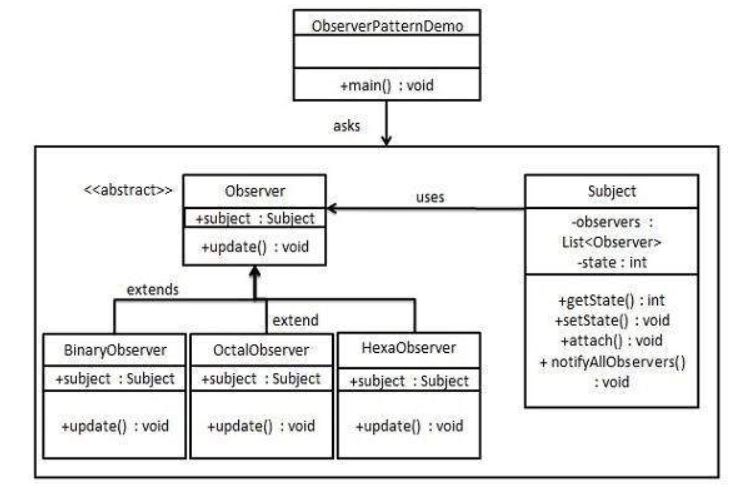 ObserverPatternDemo
+main() : void
asks
<<abstract>>
Observer
+subject : Subject
+update() : void
uses
Subject
-observers :
List<Observer>
-state : int
+getState() : int
+setState() : void
+attach() : void
+ notifyAllObservers()
: void
extends
extend
BinaryObserver
+subject : Subject
+update() : void
OctalObserver
+subject : Subject
+update() : void
HexaObserver
+subject : Subject
+update() : void